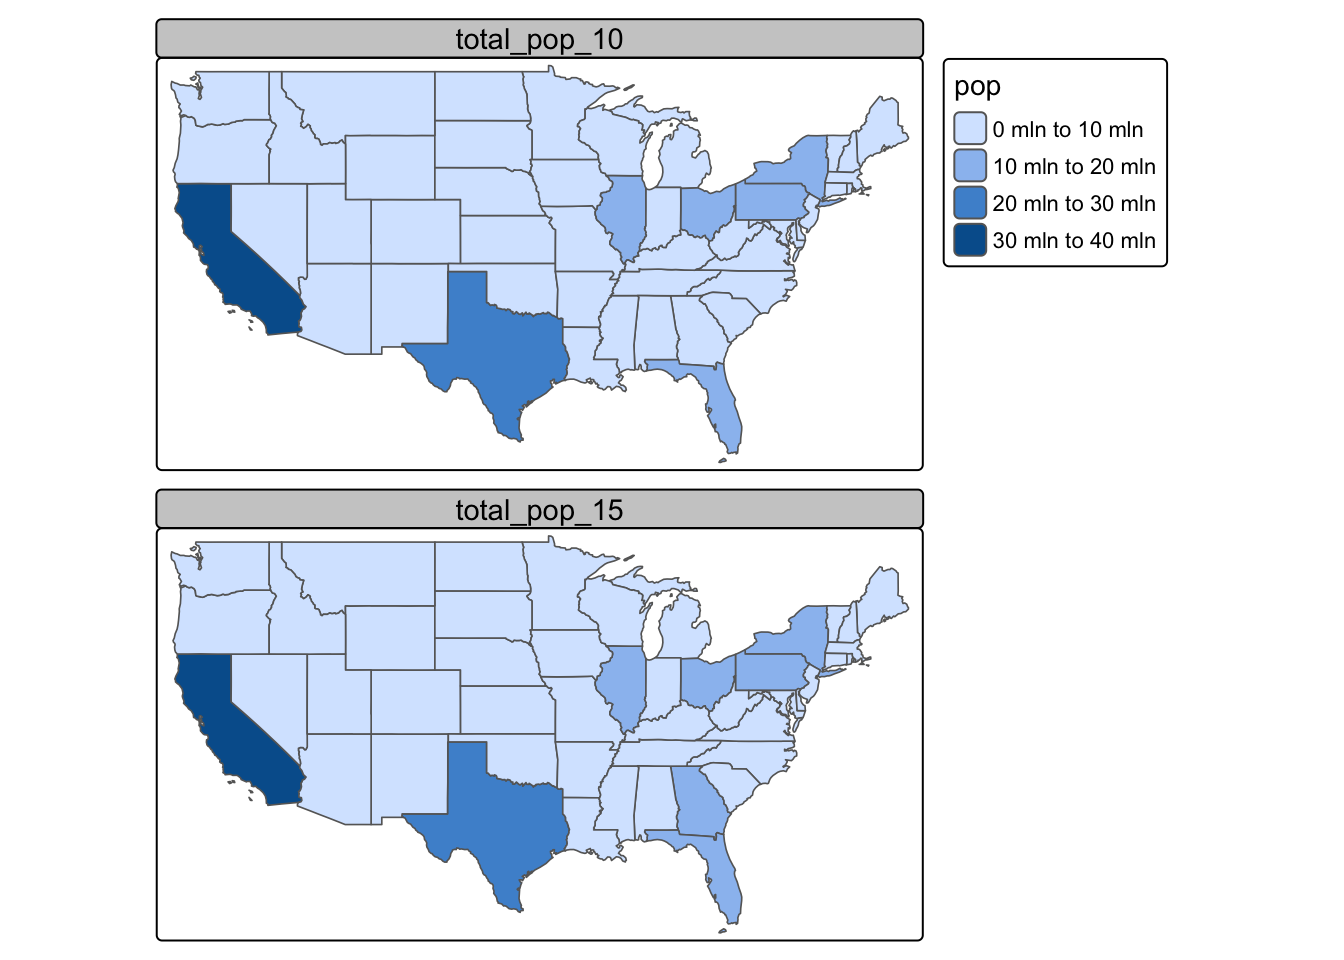 total_pop_10
pop
0 mln to 10 mln
10 mln to 20 mln
20 mln to 30 mln
30 mln to 40 mln
total_pop_15